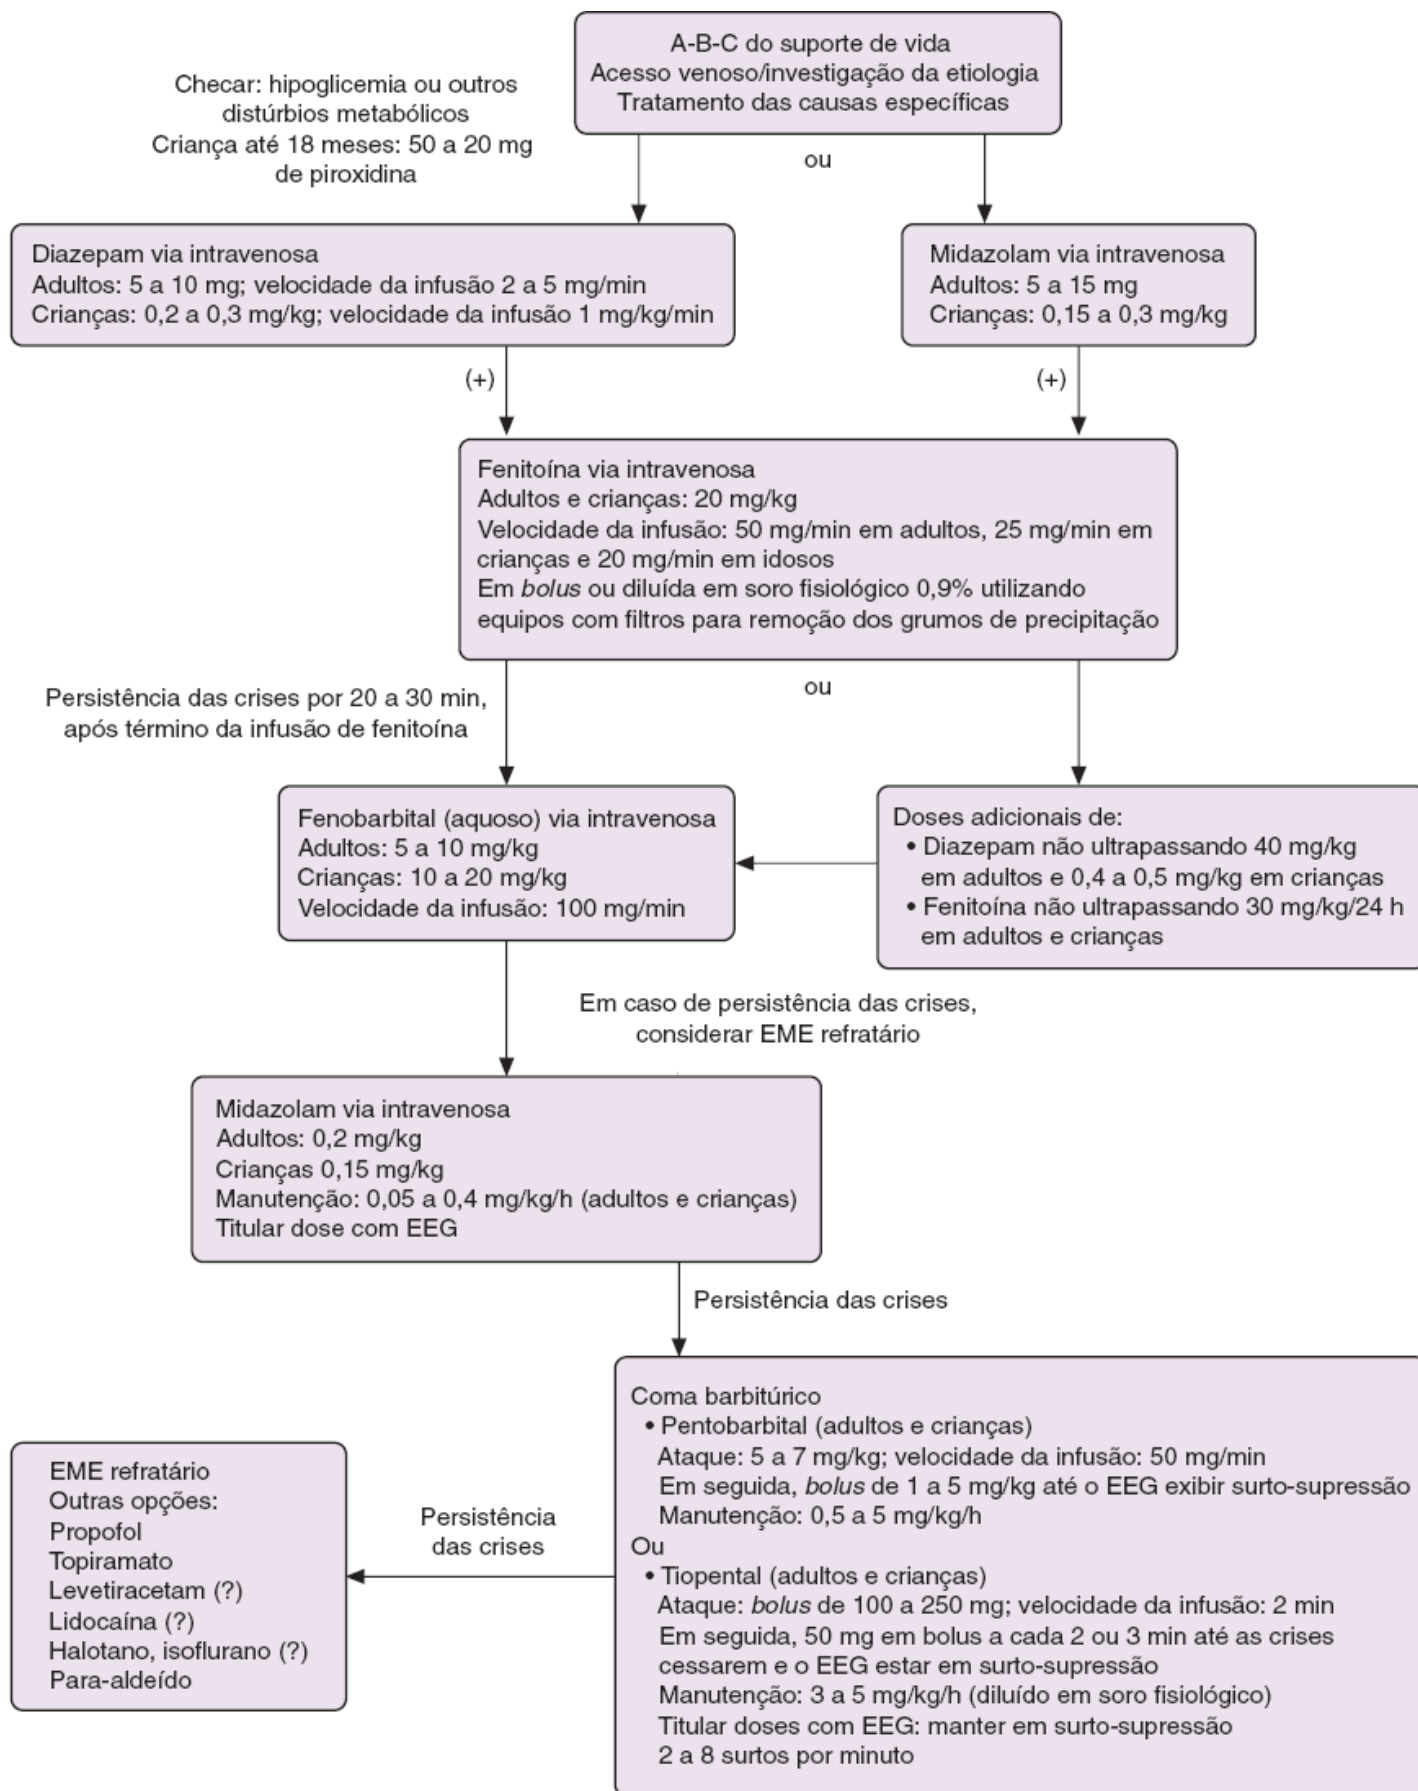 A-B-C do suporte de vida
Acesso venoso/investigação da etiologia
Tratamento das causas específicas
Checar: hipoglicemia ou outros
distúrbios metabólicos
Criança até 18 meses: 50 a 20 mg
de piroxidina
ou
Diazepam via intravenosa
Adultos: 5 a 10 mg; velocidade da infusão 2 a 5 mg/min
Crianças: 0,2 a 0,3 mg/kg; velocidade da infusão 1 mg/kg/min
Midazolam via intravenosa
Adultos: 5 a 15 mg
Crianças: 0,15 a 0,3 mg/kg
(+)
(+)
Fenitoína via intravenosa
Adultos e crianças: 20 mg/kg
Velocidade da infusão: 50 mg/min em adultos, 25 mg/min em
crianças e 20 mg/min em idosos
Em bolus ou diluída em soro fisiológico 0,9% utilizando
equipos com filtros para remoção dos grumos de precipitação
Persistência das crises por 20 a 30 min,
após término da infusão de fenitoína
ou
Fenobarbital (aquoso) via intravenosa
Adultos: 5 a 10 mg/kg
Crianças: 10 a 20 mg/kg
Velocidade da infusão: 100 mg/min
Doses adicionais de:
• Diazepam não ultrapassando 40 mg/kg
em adultos e 0,4 a 0,5 mg/kg em crianças
• Fenitoína não ultrapassando 30 mg/kg/24 h
em adultos e crianças
Em caso de persistência das crises,
considerar EME refratário
Midazolam via intravenosa
Adultos: 0,2 mg/kg
Crianças 0,15 mg/kg
Manutenção: 0,05 a 0,4 mg/kg/h (adultos e crianças)
Titular dose com EEG
Persistência das crises
Coma barbitúrico
• Pentobarbital (adultos e crianças)
Ataque: 5 a 7 mg/kg; velocidade da infusão: 50 mg/min
Em seguida, bolus de 1 a 5 mg/kg até o EEG exibir surto-supressão
Manutenção: 0,5 a 5 mg/kg/h
Ou
• Tiopental (adultos e crianças)
Ataque: bolus de 100 a 250 mg; velocidade da infusão: 2 min
Em seguida, 50 mg em bolus a cada 2 ou 3 min até as crises
cessarem e o EEG estar em surto-supressão
Manutenção: 3 a 5 mg/kg/h (diluído em soro fisiológico)
Titular doses com EEG: manter em surto-supressão
2 a 8 surtos por minuto
Persistência
das crises
EME refratário
Outras opções:
Propofol
Topiramato
Levetiracetam (?)
Lidocaína (?)
Halotano, isoflurano (?)
Para-aldeído